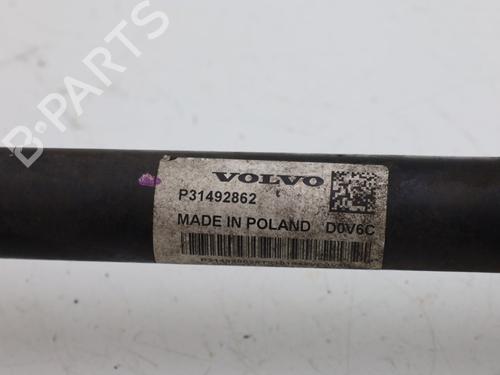 B-PARTS
VOLVO
P31492862
MADE IN POLAND D0V6C